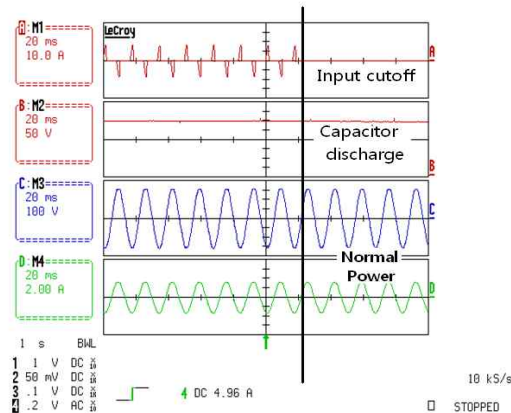 A:M1
20 ms
10.0 A
LeCroy
A
Input cutoff
B:M2
20 ms
50 V
Capacitor
discharge
B
C:M3
20 ms
100 V
C
D:M4
20 ms
2.00 A
Normal
Power
D
1 s BWL
1 1 V DC
2 50 mV DC
3 .1 V DC
4 .2 V AC
4 DC 4.96 A
10 kS/s
STOPPED